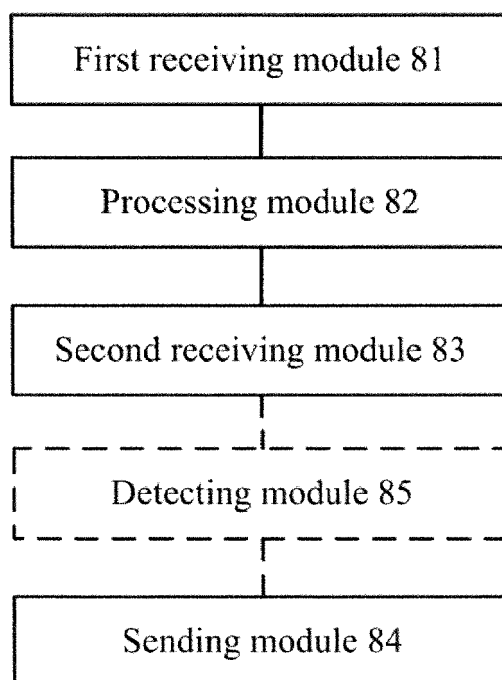 First receiving module 81
Processing module 82
Second receiving module 83
Detecting module 85
Sending module 84